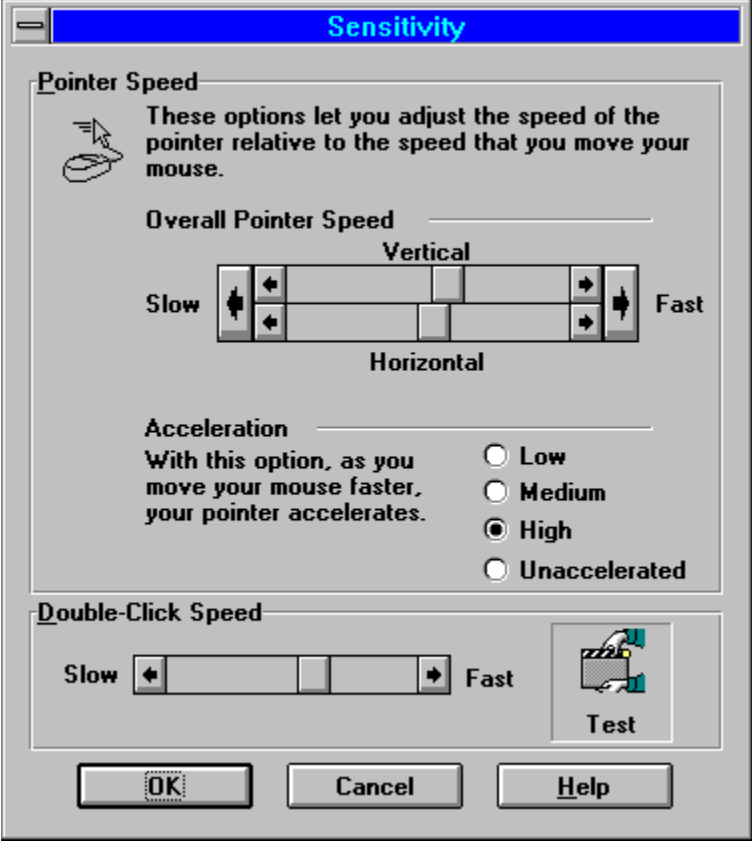 Sensitivity
Pointer Speed
These options let you adjust the speed of the
pointer relative to the speed that you move your
mouse.
Overall Pointer Speed
Vertical
Slow
Fast
Horizontal
Acceleration
With this option, as you
move your mouse faster,
your pointer accelerates.
Low
Medium
High
Unaccelerated
Double-Click Speed
Slow
Fast
Test
OK
Cancel
Help